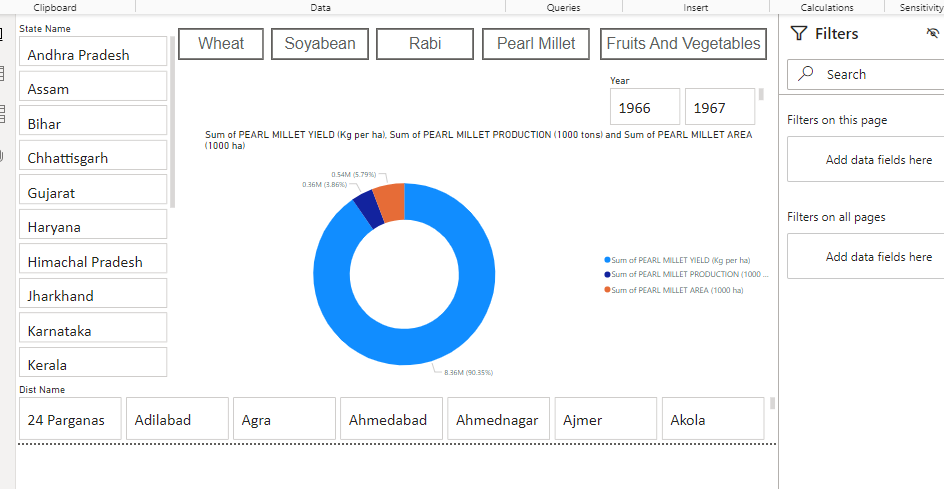 Clipboard
Data
Queries
Insert
Calculations
Sensitivity
State Name
Andhra Pradesh
Assam
Bihar
Chhattisgarh
Gujarat
Haryana
Himachal Pradesh
Jharkhand
Karnataka
Kerala
Wheat
Soyabean
Rabi
Pearl Millet
Fruits And Vegetables
Year
1966
1967
Sum of PEARL MILLET YIELD (Kg per ha), Sum of PEARL MILLET PRODUCTION (1000 tons) and Sum of PEARL MILLET AREA
(1000 ha)
0.54M (5.79%)
0.36M (3.86%)
8.36M (90.35%)
Sum of PEARL MILLET YIELD (Kg per ha)
Sum of PEARL MILLET PRODUCTION (1000 ...
Sum of PEARL MILLET AREA (1000 ha)
Dist Name
24 Parganas
Adilabad
Agra
Ahmedabad
Ahmednagar
Ajmer
Akola
Filters
Search
Filters on this page
Add data fields here
Filters on all pages
Add data fields here